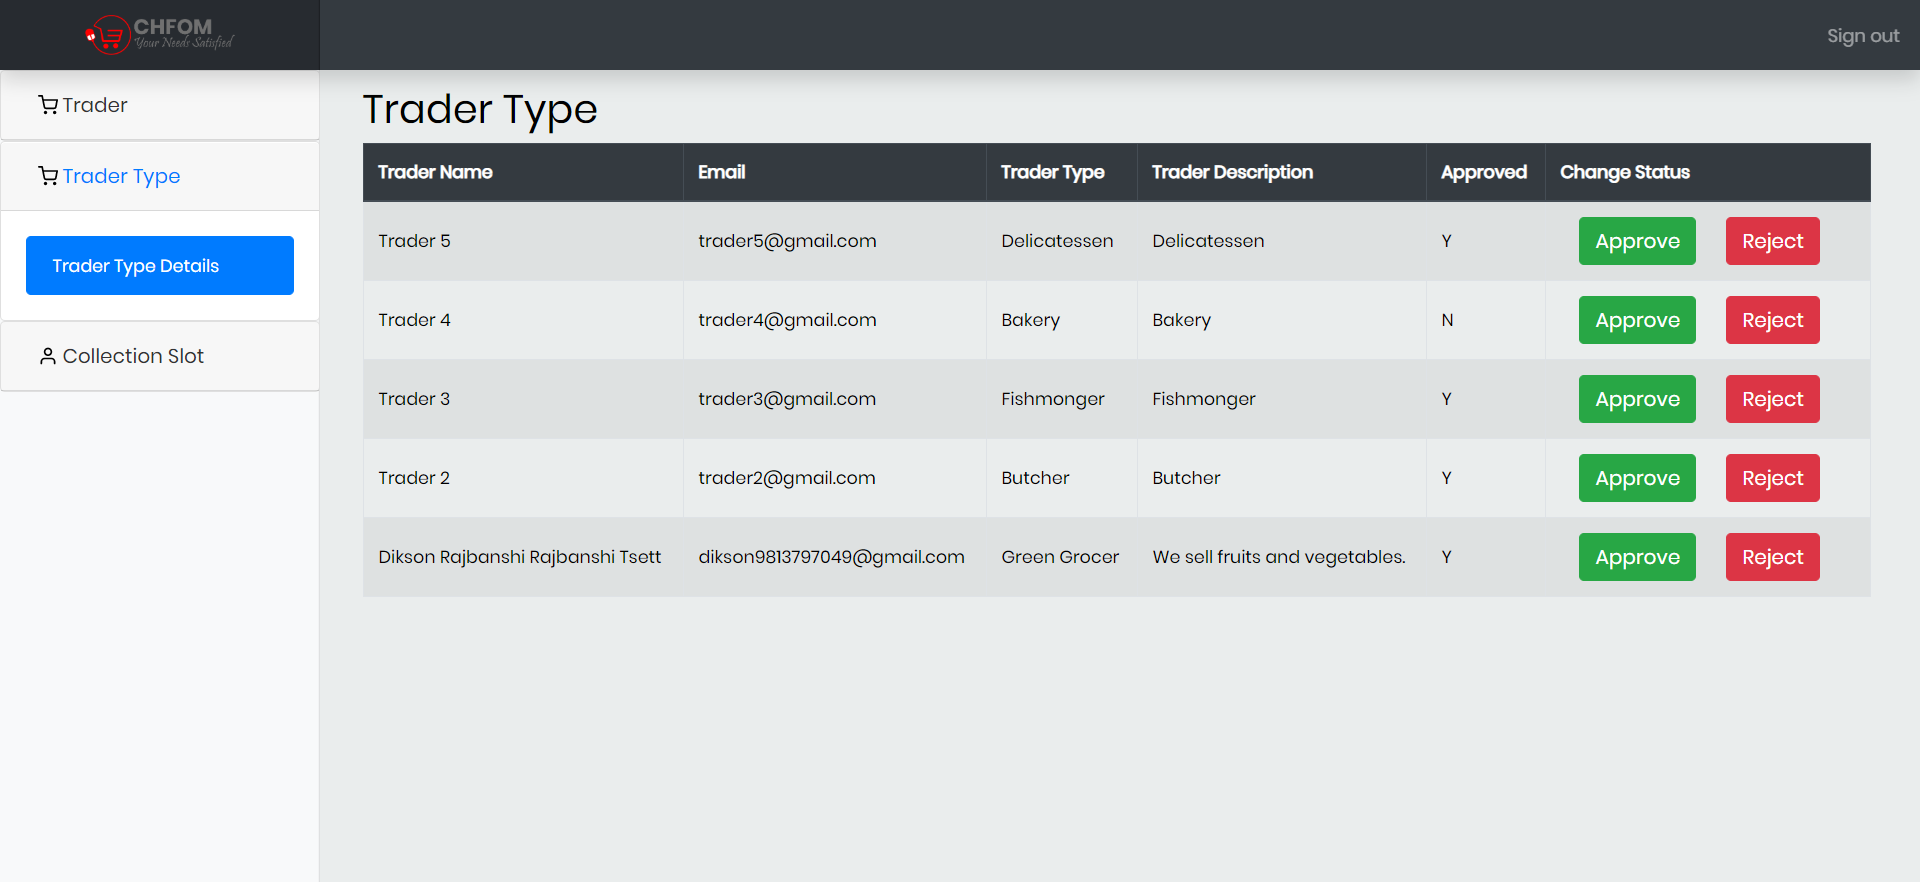 CHFOM
Your Needs Satisfied
Sign out
Trader
Trader Type
Trader Type Details
Collection Slot
Trader Type
Trader Name Email Trader Type Trader Description Approved Change Status
Trader 5 trader5@gmail.com Delicatessen Delicatessen Y Approve Reject
Trader 4 trader4@gmail.com Bakery Bakery N Approve Reject
Trader 3 trader3@gmail.com Fishmonger Fishmonger Y Approve Reject
Trader 2 trader2@gmail.com Butcher Butcher Y Approve Reject
Dikson Rajbanshi Rajbanshi Tsett dikson9813797049@gmail.com Green Grocer We sell fruits and vegetables. Y Approve Reject